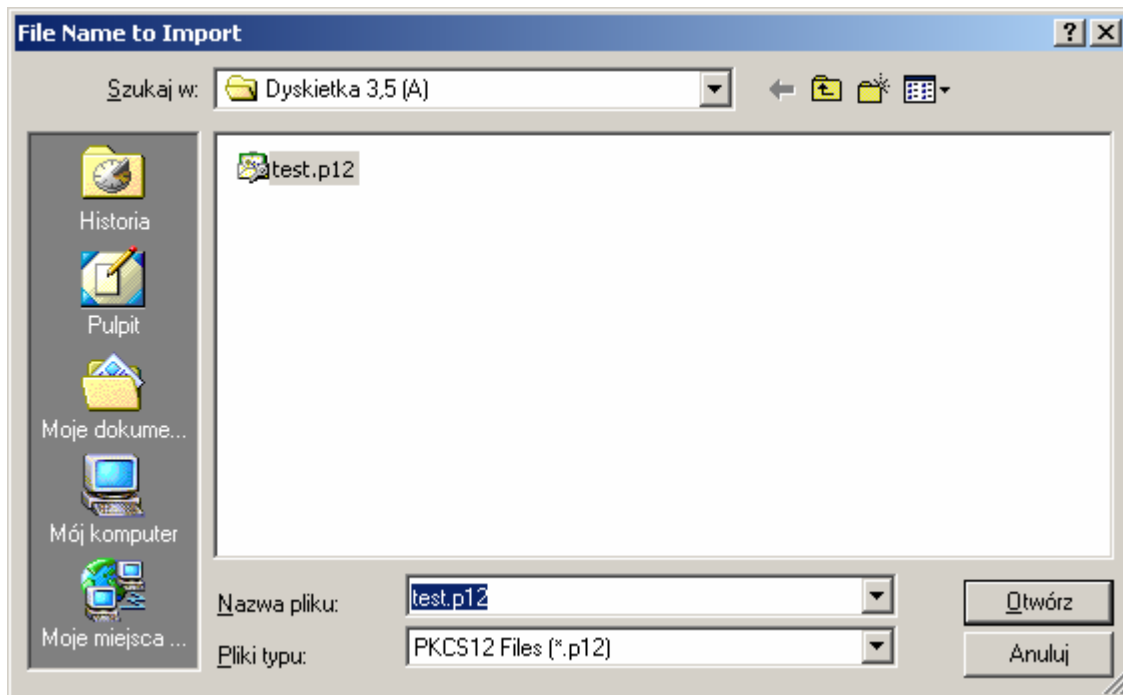 File Name to Import
Szukaj w: Dyskietka 3,5 (A)
test.p12
Historia
Pulpit
Moje dokume...
Mój komputer
Moje miejsca ...
Nazwa pliku: test.p12 Otwórz
Pliki typu: PKCS12 Files (*.p12) Anuluj